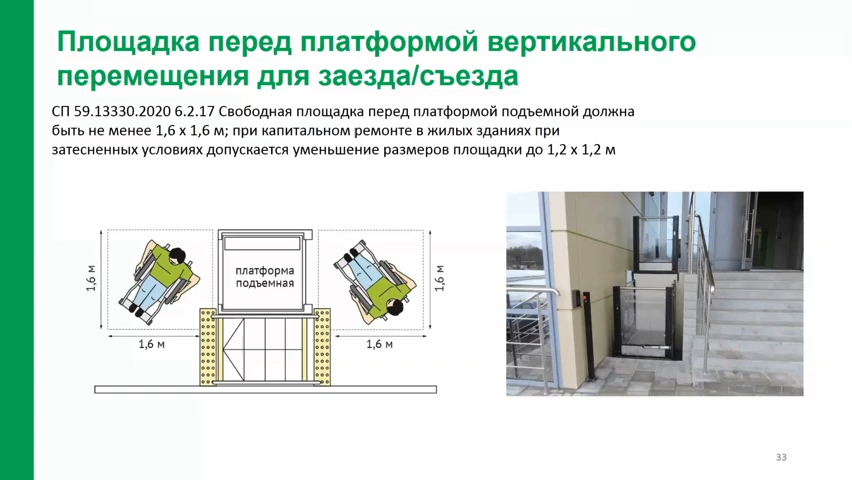 Площадка перед платформой вертикального
перемещения для заезда/съезда
СП 59.13330.2020 6.2.17 Свободная площадка перед платформой подъемной должна
быть не менее 1,6 х 1,6 м; при капитальном ремонте в жилых зданиях при
затесненных условиях допускается уменьшение размеров площадки до 1,2 х 1,2 м
1,6 м
платформа
подъемная
1,6 м
1,6 м
1,6 м
33